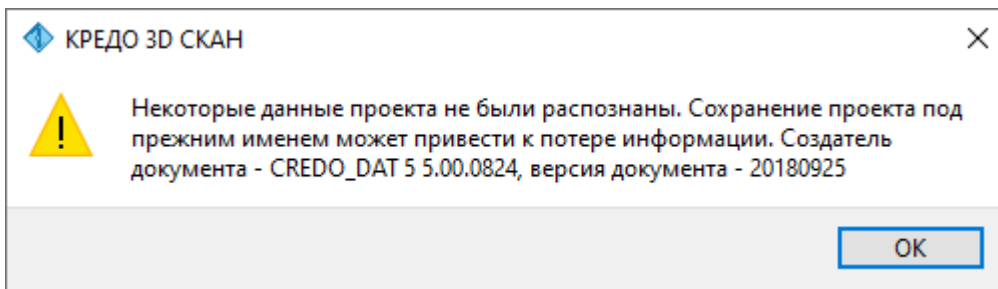 КРЕДО 3D СКАН
Некоторые данные проекта не были распознаны. Сохранение проекта под
прежним именем может привести к потере информации. Создатель
документа - CREDO_DAT 5 5.00.0824, версия документа - 20180925
ОК